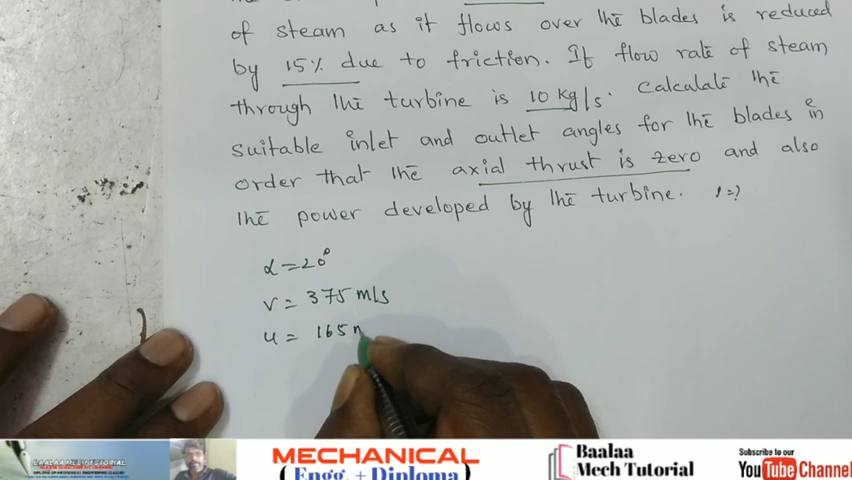 of steam as it flows over the blades is reduced
by 15% due to friction. If flow rate of steam
through the turbine is 10 kg/s. Calculate the
suitable inlet and outlet angles for the blades in
order that the axial thrust is zero and also
the power developed by the turbine.
α = 20°
V = 375 m/s
u = 165 m
MECHANICAL
(Engg. + Diploma)
Baalaa
Mech Tutorial
Subscribe to our
YouTube Channel
BAALAA MECH TUTORIAL